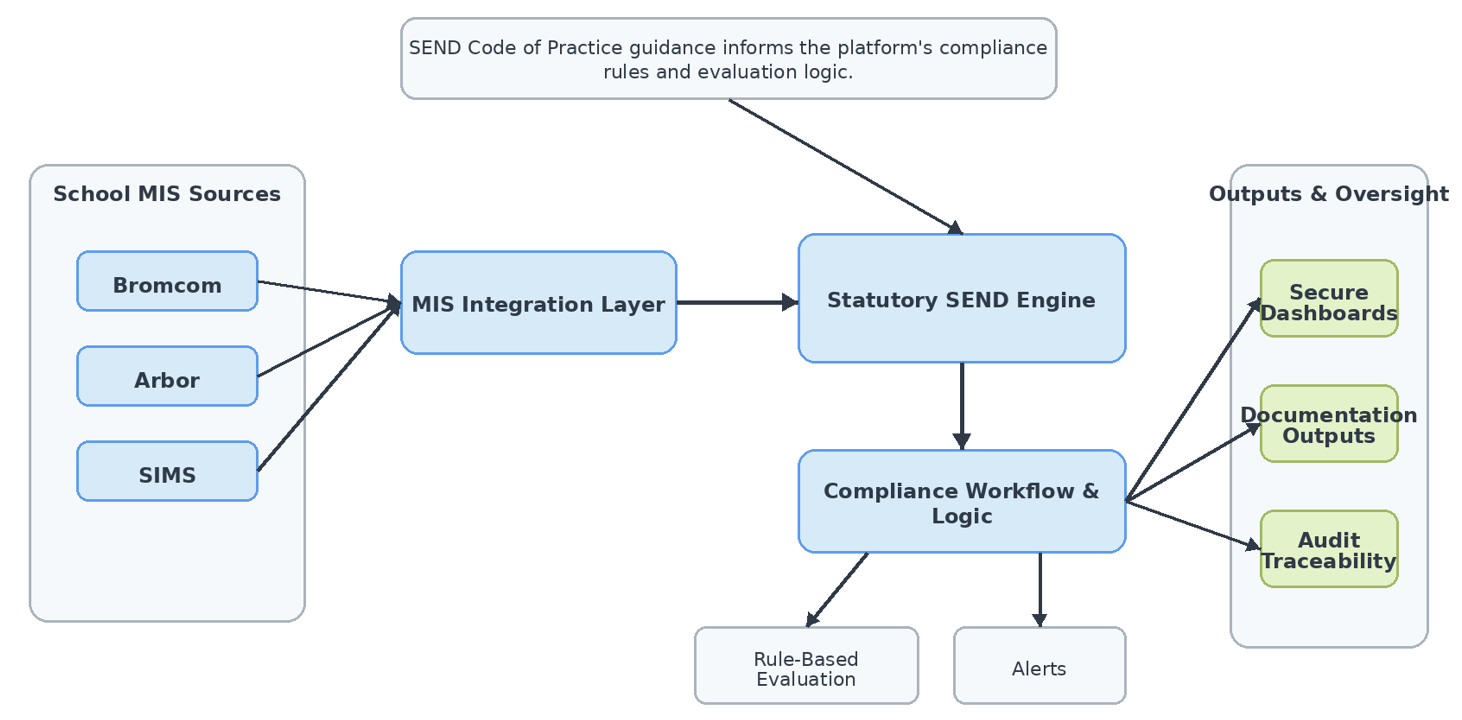 SEND Code of Practice guidance informs the platform's compliance
rules and evaluation logic.
School MIS Sources
Bromcom
Arbor
SIMS
MIS Integration Layer
Statutory SEND Engine
Compliance Workflow &
Logic
Rule-Based
Evaluation
Alerts
Outputs & Oversight
Secure
Dashboards
Documentation
Outputs
Audit
Traceability